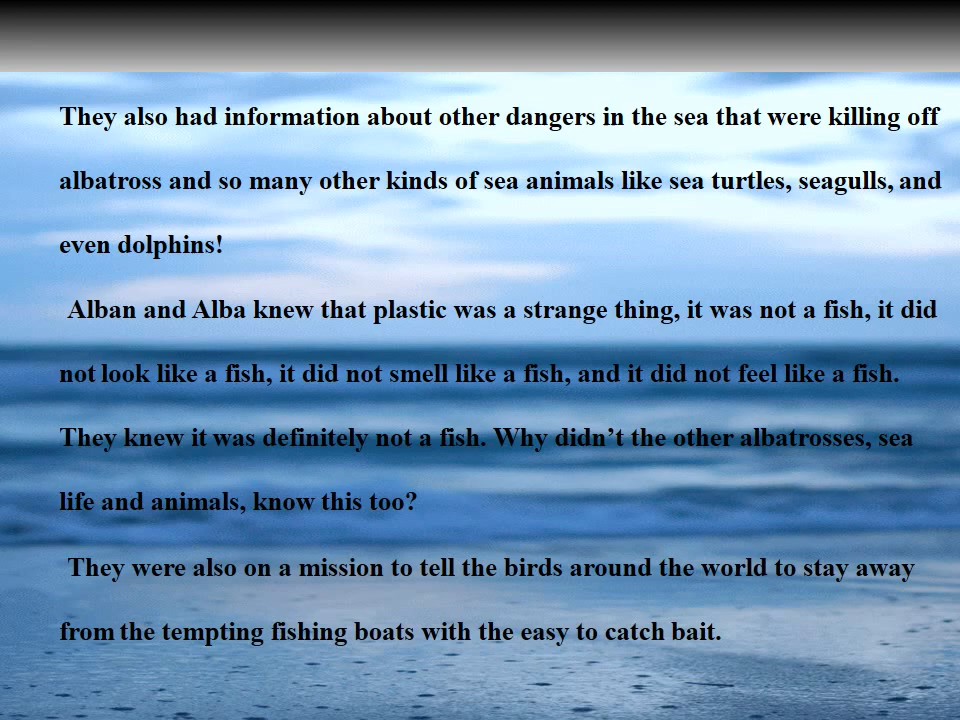 They also had information about other dangers in the sea that were killing off
albatross and so many other kinds of sea animals like sea turtles, seagulls, and
even dolphins!
Alban and Alba knew that plastic was a strange thing, it was not a fish, it did
not look like a fish, it did not smell like a fish, and it did not feel like a fish.
They knew it was definitely not a fish. Why didn’t the other albatrosses, sea
life and animals, know this too?
They were also on a mission to tell the birds around the world to stay away
from the tempting fishing boats with the easy to catch bait.